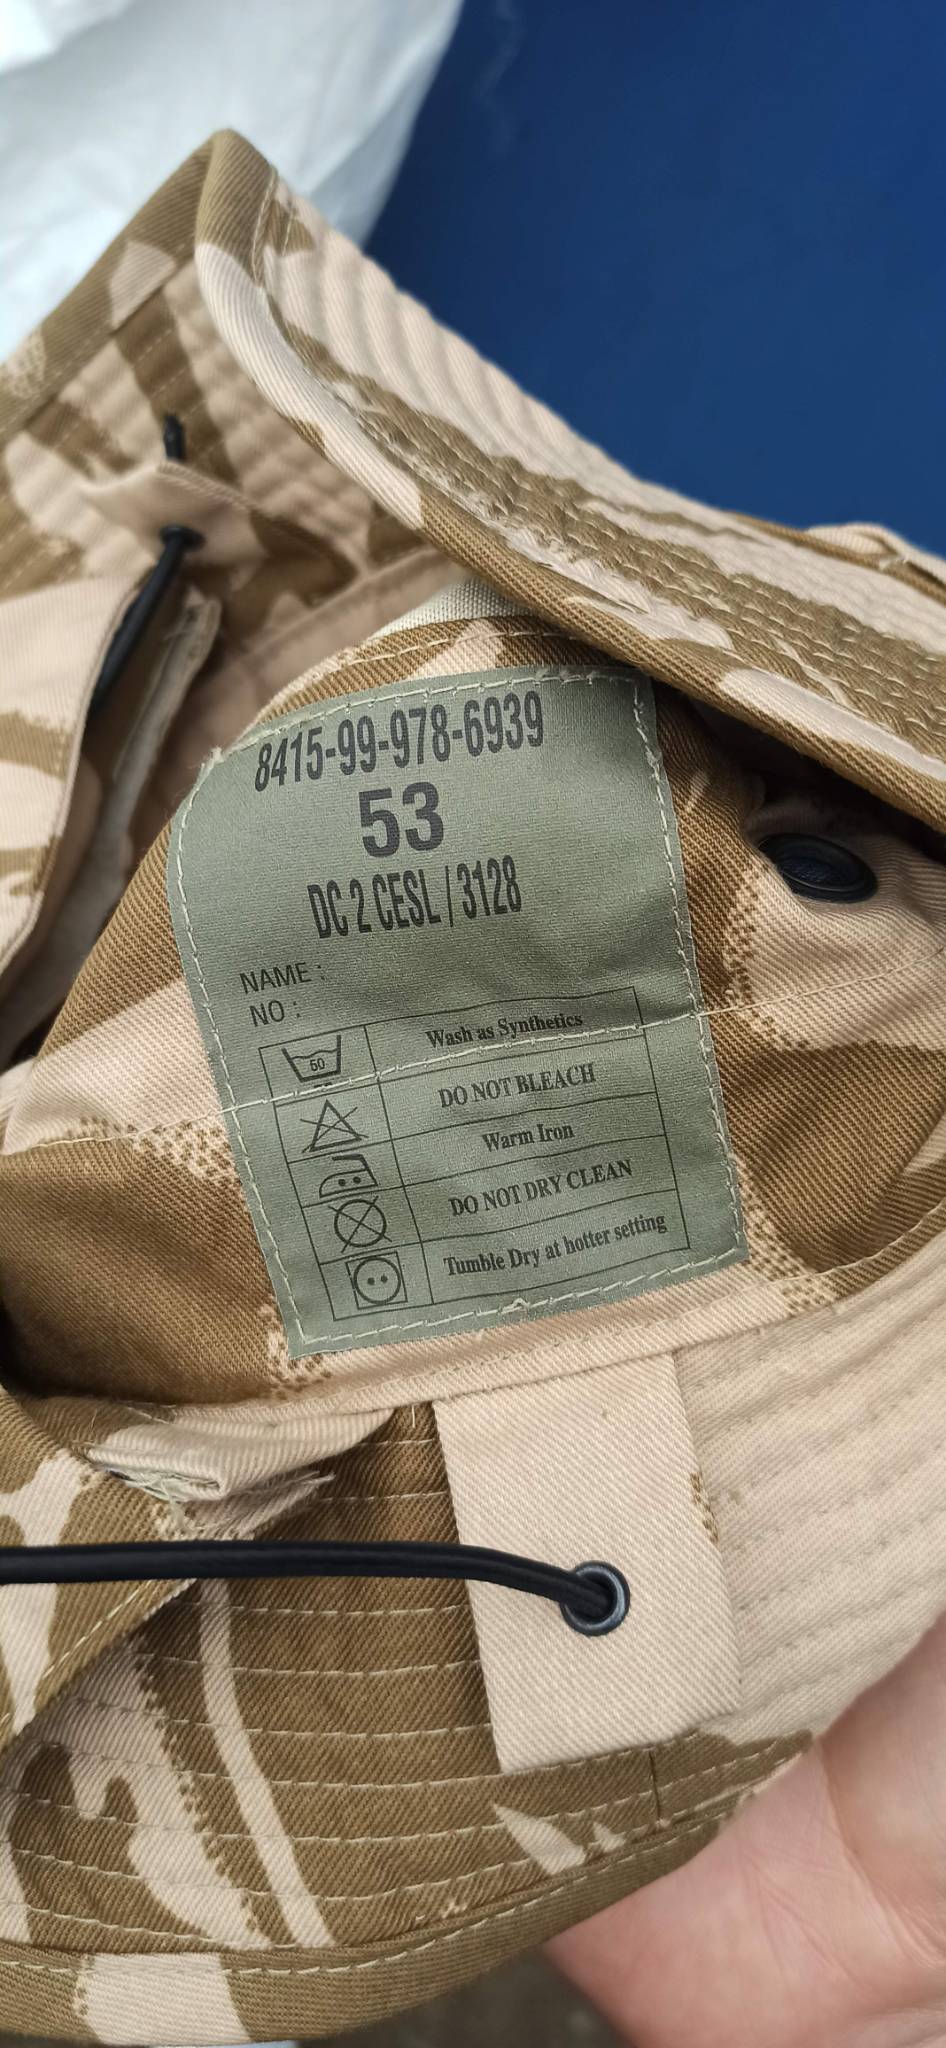 8415-99-978-6939
53
DC 2 CESL / 3128
NAME :
NO :
50 Wash as Synthetics
DO NOT BLEACH
Warm Iron
DO NOT DRY CLEAN
Tumble Dry at hotter setting